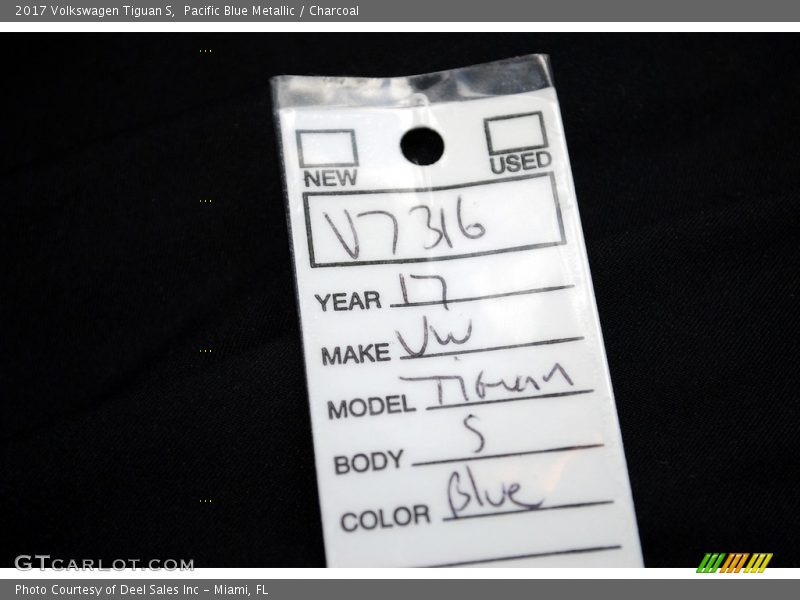 2017 Volkswagen Tiguan S, Pacific Blue Metallic / Charcoal
NEW
USED
V7316
YEAR 17
MAKE VW
MODEL Tiguan
BODY S
COLOR Blue
GTCARLOT.COM
Photo Courtesy of Deel Sales Inc - Miami, FL